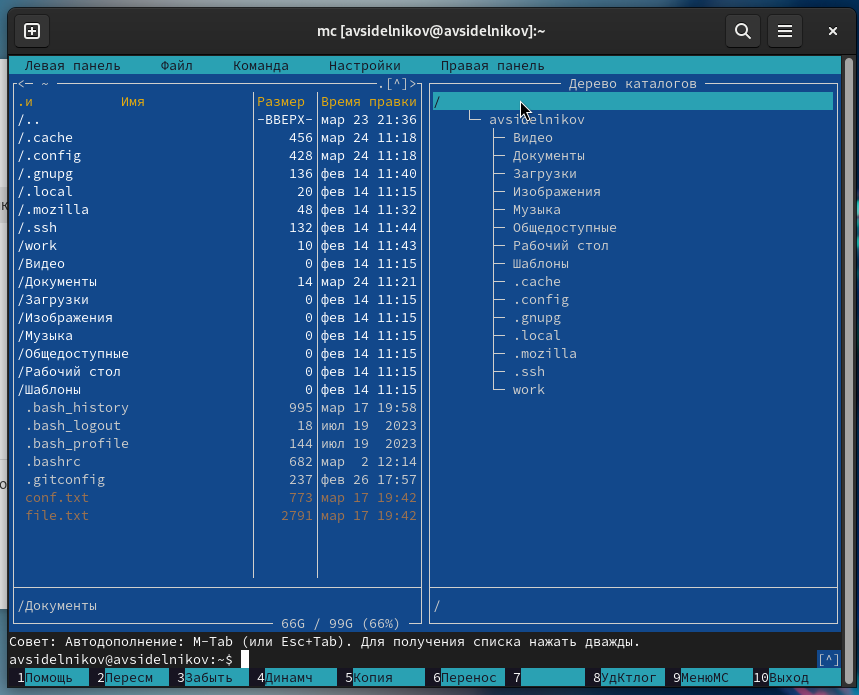 mc [avsidelnikov@avsidelnikov]:~
Левая панель Файл Команда Настройки Правая панель
<— ~ .[^]>
.и Имя Размер Время правки
/.. -ВВЕРХ- мар 23 21:36
/.cache 456 мар 24 11:18
/.config 428 мар 24 11:18
/.gnupg 136 фев 14 11:40
/.local 20 фев 14 11:15
/.mozilla 48 фев 14 11:32
/.ssh 132 фев 14 11:44
/work 10 фев 14 11:43
/Видео 0 фев 14 11:15
/Документы 14 мар 24 11:21
/Загрузки 0 фев 14 11:15
/Изображения 0 фев 14 11:15
/Музыка 0 фев 14 11:15
/Общедоступные 0 фев 14 11:15
/Рабочий стол 0 фев 14 11:15
/Шаблоны 0 фев 14 11:15
.bash_history 995 мар 17 19:58
.bash_logout 18 июл 19 2023
.bash_profile 144 июл 19 2023
.bashrc 682 мар 2 12:14
.gitconfig 237 фев 26 17:57
conf.txt 773 мар 17 19:42
file.txt 2791 мар 17 19:42
/Документы
66G / 99G (66%)
Дерево каталогов
/
avsidelnikov
Видео
Документы
Загрузки
Изображения
Музыка
Общедоступные
Рабочий стол
Шаблоны
.cache
.config
.gnupg
.local
.mozilla
.ssh
work
/
Совет: Автодополнение: M-Tab (или Esc+Tab). Для получения списка нажать дважды.
avsidelnikov@avsidelnikov:~$ [^]
1Помощь 2Пересм 3Забыть 4Динамч 5Копия 6Перенос 7 8УдКтлог 9МенюMC 10Выход